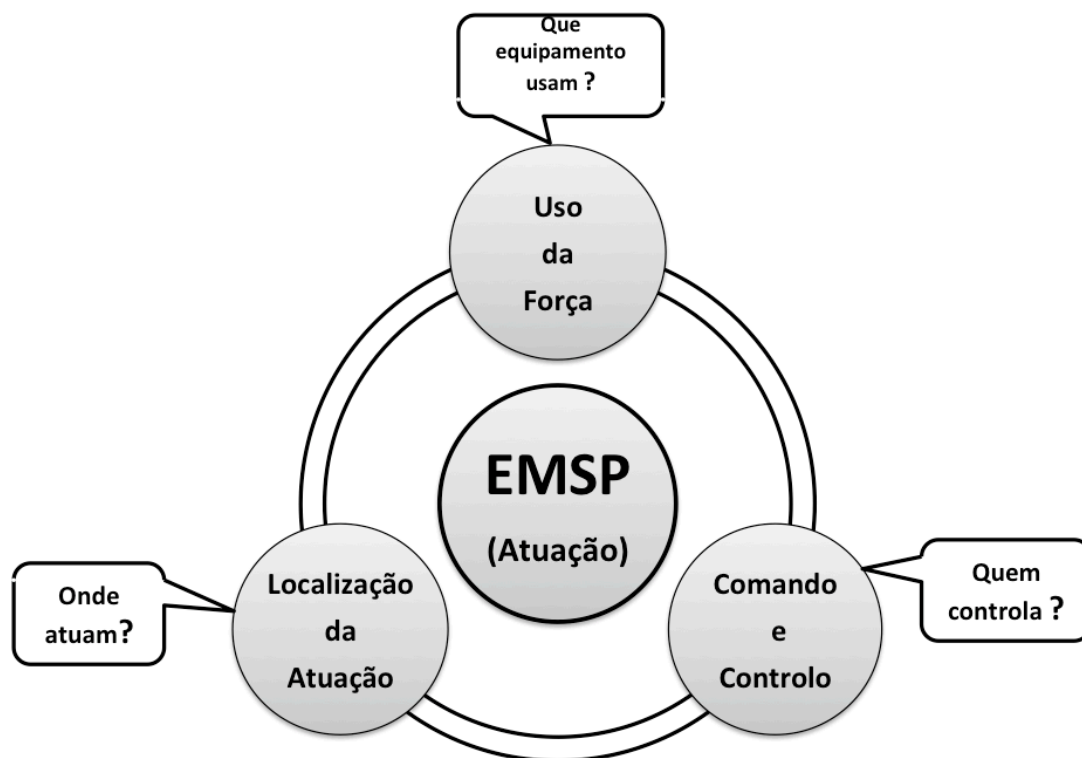 Que
equipamento
usam ?
Uso
da
Força
EMSP
(Atuação)
Onde
atuam?
Localização
da
Atuação
Comando
e
Controlo
Quem
controla ?